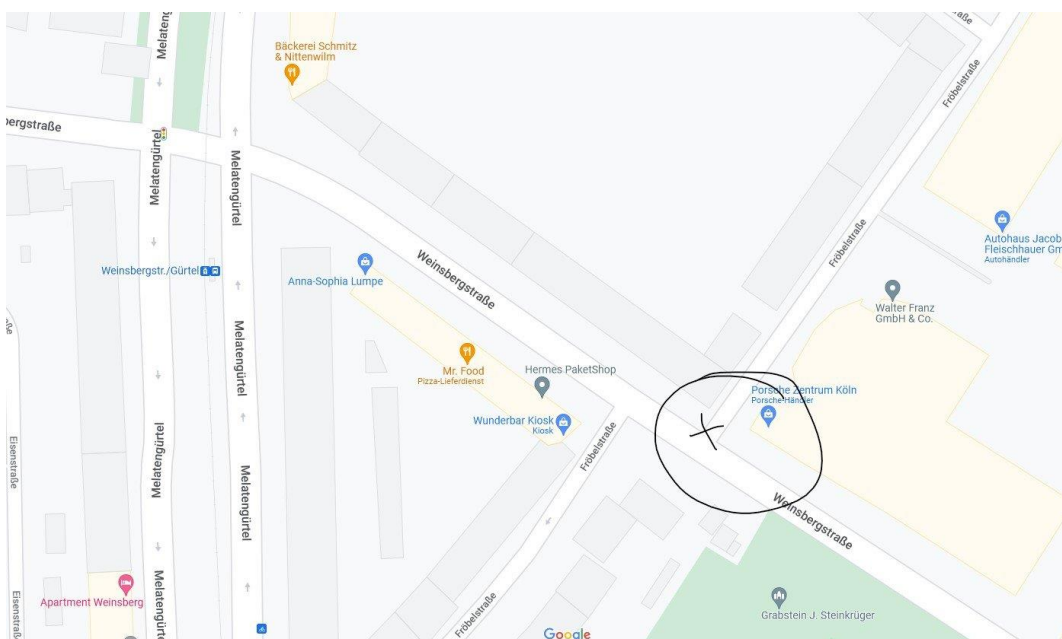 Melatengürtel
Bäckerei Schmitz
& Nittenwilm
aße
Fröbelstraße
bergstraße
Melatengürtel
Melatengürtel
Weinsbergstraße
Autohaus Jacob
Fleischhauer Gm
Autohändler
Weinsbergstr./Gürtel
Anna-Sophia Lumpe
Fröbelstraße
Walter Franz
GmbH & Co.
Melatengürtel
Mr. Food
Pizza-Lieferdienst
Hermes PaketShop
Porsche Zentrum Köln
Porsche-Händler
Wunderbar Kiosk
Kiosk
Fröbelstraße
Eisenstraße
Melatengürtel
Melatengürtel
Weinsbergstraße
Apartment Weinsberg
Eisenstraße
Melatengürtel
Fröbelstraße
Grabstein J. Steinkrüger
Google